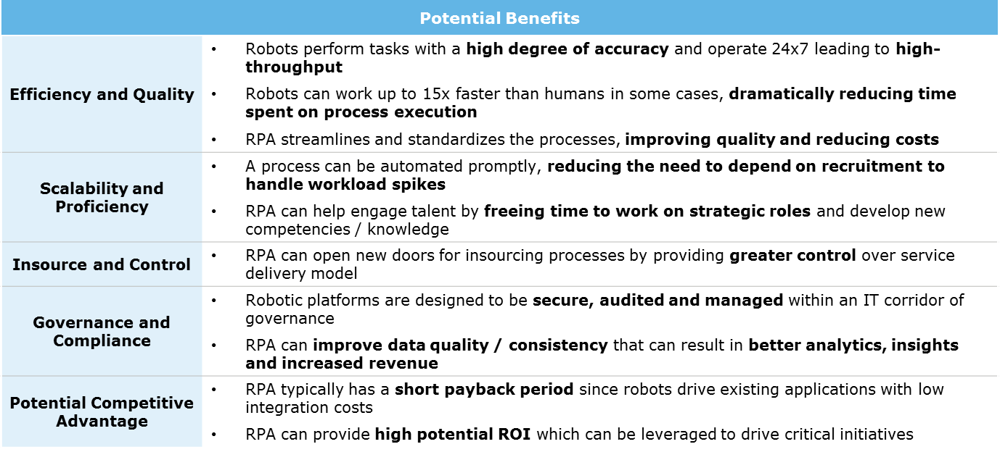 Potential Benefits
Efficiency and Quality
• Robots perform tasks with a high degree of accuracy and operate 24x7 leading to high-
throughput
• Robots can work up to 15x faster than humans in some cases, dramatically reducing time
spent on process execution
• RPA streamlines and standardizes the processes, improving quality and reducing costs
Scalability and
Proficiency
• A process can be automated promptly, reducing the need to depend on recruitment to
handle workload spikes
• RPA can help engage talent by freeing time to work on strategic roles and develop new
competencies / knowledge
Insource and Control
• RPA can open new doors for insourcing processes by providing greater control over service
delivery model
Governance and
Compliance
• Robotic platforms are designed to be secure, audited and managed within an IT corridor of
governance
• RPA can improve data quality / consistency that can result in better analytics, insights
and increased revenue
Potential Competitive
Advantage
• RPA typically has a short payback period since robots drive existing applications with low
integration costs
• RPA can provide high potential ROI which can be leveraged to drive critical initiatives